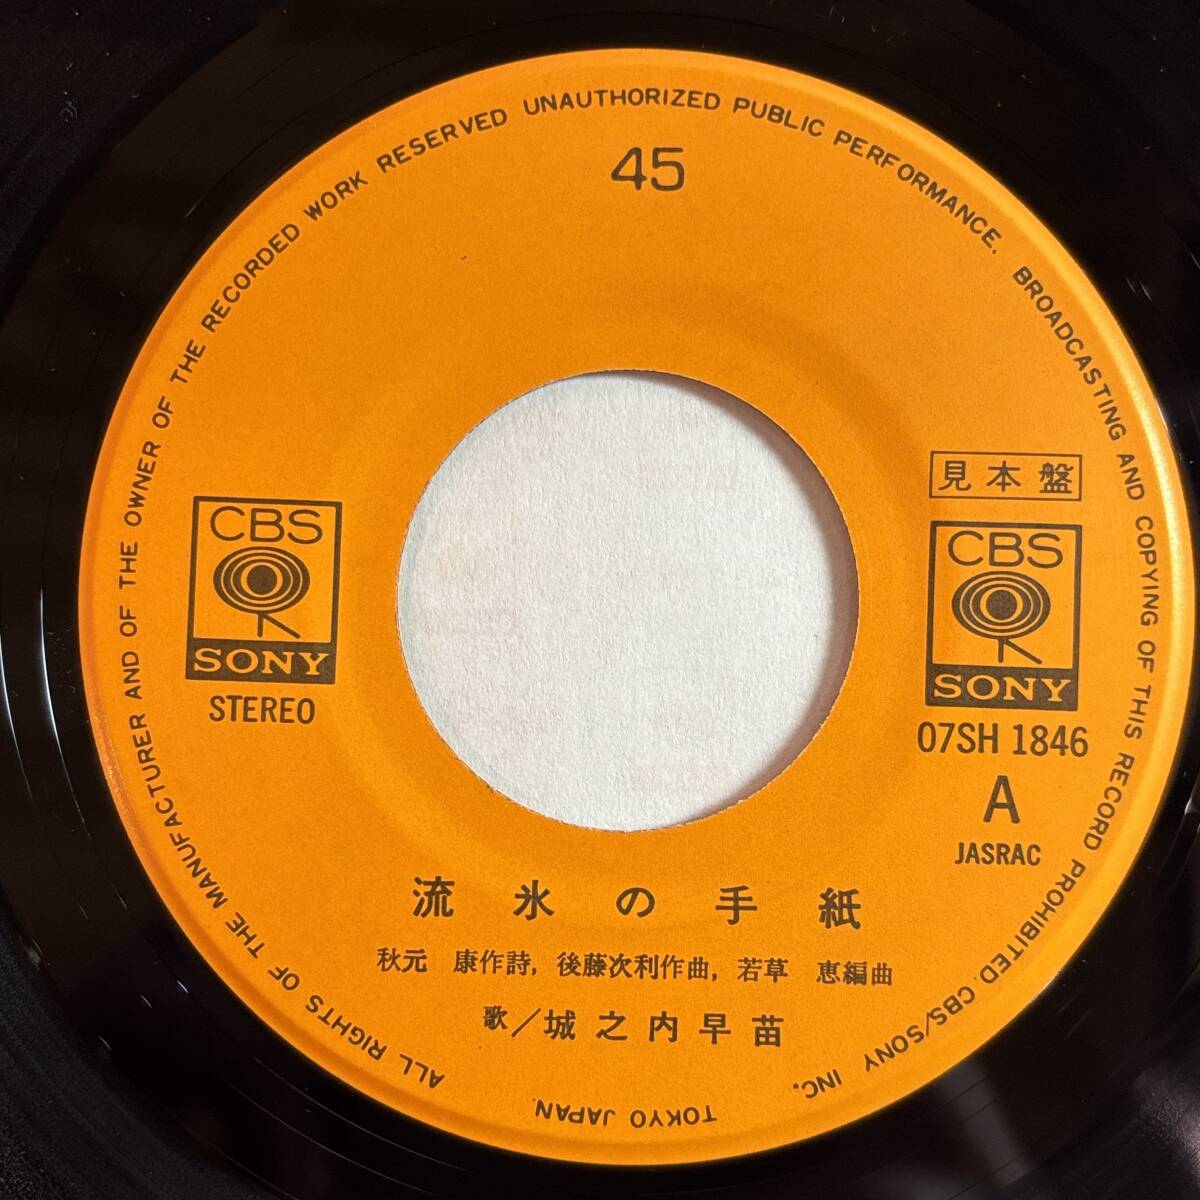 ALL RIGHTS OF THE MANUFACTURER AND OF THE OWNER OF THE RECORDED WORK RESERVED UNAUTHORIZED PUBLIC PERFORMANCE. BROADCASTING AND COPYING OF THIS RECORD PROHIBITED. CBS/SONY INC. TOKYO JAPAN.
45
CBS
SONY
STEREO
見本盤
CBS
SONY
07SH 1846
A
JASRAC
流氷の手紙
秋元 康作詩, 後藤次利作曲, 若草 恵編曲
歌/城之内早苗